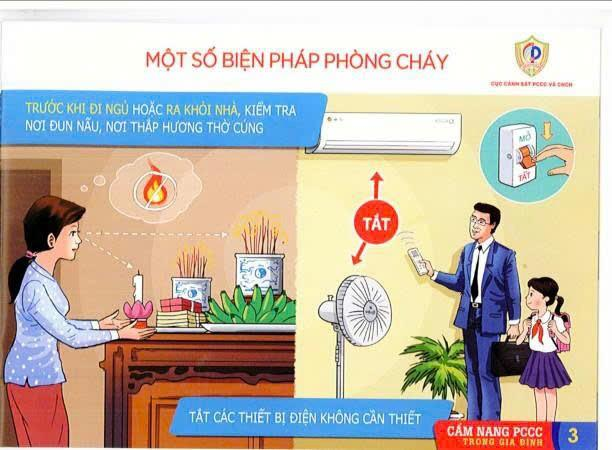 MỘT SỐ BIỆN PHÁP PHÒNG CHÁY
CỤC CẢNH SÁT PCCC VÀ CNCH
TRƯỚC KHI ĐI NGỦ HOẶC RA KHỎI NHÀ, KIỂM TRA
NƠI ĐUN NẤU, NƠI THẮP HƯƠNG THỜ CÚNG
MỞ
TẮT
TẮT
TẮT CÁC THIẾT BỊ ĐIỆN KHÔNG CẦN THIẾT
CẨM NANG PCCC
TRONG GIA ĐÌNH
3